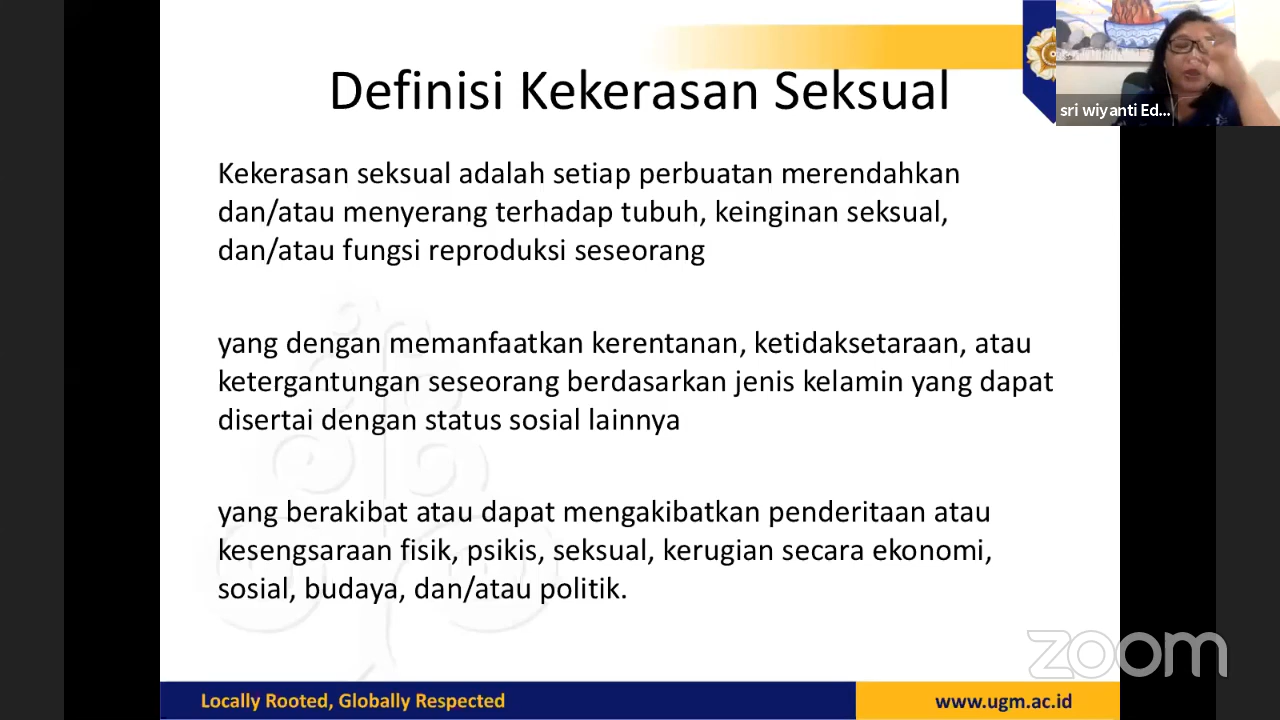 Definisi Kekerasan Seksual
sri wiyanti Ed...
Kekerasan seksual adalah setiap perbuatan merendahkan
dan/atau menyerang terhadap tubuh, keinginan seksual,
dan/atau fungsi reproduksi seseorang
yang dengan memanfaatkan kerentanan, ketidaksetaraan, atau
ketergantungan seseorang berdasarkan jenis kelamin yang dapat
disertai dengan status sosial lainnya
yang berakibat atau dapat mengakibatkan penderitaan atau
kesengsaraan fisik, psikis, seksual, kerugian secara ekonomi,
sosial, budaya, dan/atau politik.
zoom
Locally Rooted, Globally Respected
www.ugm.ac.id